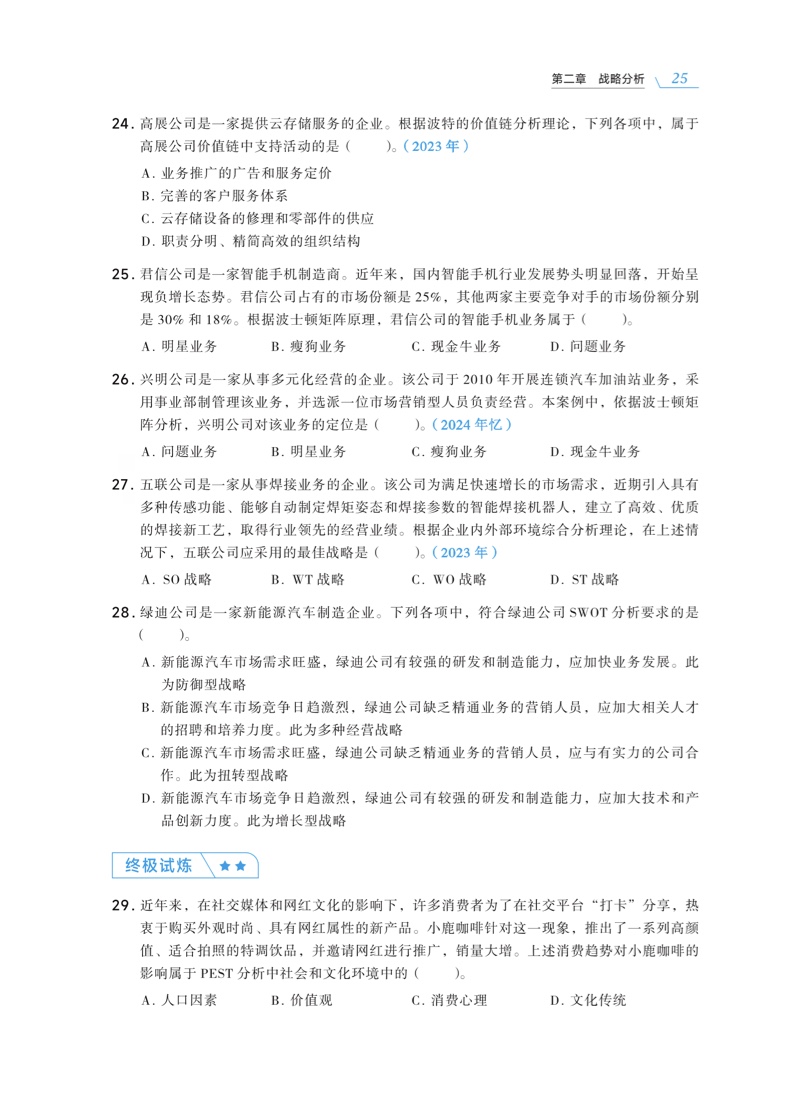 第二章 战略分析 25
24. 高展公司是一家提供云存储服务的企业。根据波特的价值链分析理论，下列各项中，属于
高展公司价值链中支持活动的是（  ）。（2023 年）
A. 业务推广的广告和服务定价
B. 完善的客户服务体系
C. 云存储设备的修理和零部件的供应
D. 职责分明、精简高效的组织结构
25. 君信公司是一家智能手机制造商。近年来，国内智能手机行业发展势头明显回落，开始呈
现负增长态势。君信公司占有的市场份额是 25%，其他两家主要竞争对手的市场份额分别
是 30% 和 18%。根据波士顿矩阵原理，君信公司的智能手机业务属于（  ）。
A. 明星业务 B. 瘦狗业务 C. 现金牛业务 D. 问题业务
26. 兴明公司是一家从事多元化经营的企业。该公司于 2010 年开展连锁汽车加油站业务，采
用事业部制管理该业务，并选派一位市场营销型人员负责经营。本案例中，依据波士顿矩
阵分析，兴明公司对该业务的定位是（  ）。（2024 年忆）
A. 问题业务 B. 明星业务 C. 瘦狗业务 D. 现金牛业务
27. 五联公司是一家从事焊接业务的企业。该公司为满足快速增长的市场需求，近期引入具有
多种传感功能、能够自动制定焊矩姿态和焊接参数的智能焊接机器人，建立了高效、优质
的焊接新工艺，取得行业领先的经营业绩。根据企业内外部环境综合分析理论，在上述情
况下，五联公司应采用的最佳战略是（  ）。（2023 年）
A. SO 战略 B. WT 战略 C. WO 战略 D. ST 战略
28. 绿迪公司是一家新能源汽车制造企业。下列各项中，符合绿迪公司 SWOT 分析要求的是
（  ）。
A. 新能源汽车市场需求旺盛，绿迪公司有较强的研发和制造能力，应加快业务发展。此
为防御型战略
B. 新能源汽车市场竞争日趋激烈，绿迪公司缺乏精通业务的营销人员，应加大相关人才
的招聘和培养力度。此为多种经营战略
C. 新能源汽车市场需求旺盛，绿迪公司缺乏精通业务的营销人员，应与有实力的公司合
作。此为扭转型战略
D. 新能源汽车市场竞争日趋激烈，绿迪公司有较强的研发和制造能力，应加大技术和产
品创新力度。此为增长型战略
终极试炼 ★★
29. 近年来，在社交媒体和网红文化的影响下，许多消费者为了在社交平台“打卡”分享，热
衷于购买外观时尚、具有网红属性的新产品。小鹿咖啡针对这一现象，推出了一系列高颜
值、适合拍照的特调饮品，并邀请网红进行推广，销量大增。上述消费趋势对小鹿咖啡的
影响属于 PEST 分析中社会和文化环境中的（  ）。
A. 人口因素 B. 价值观 C. 消费心理 D. 文化传统